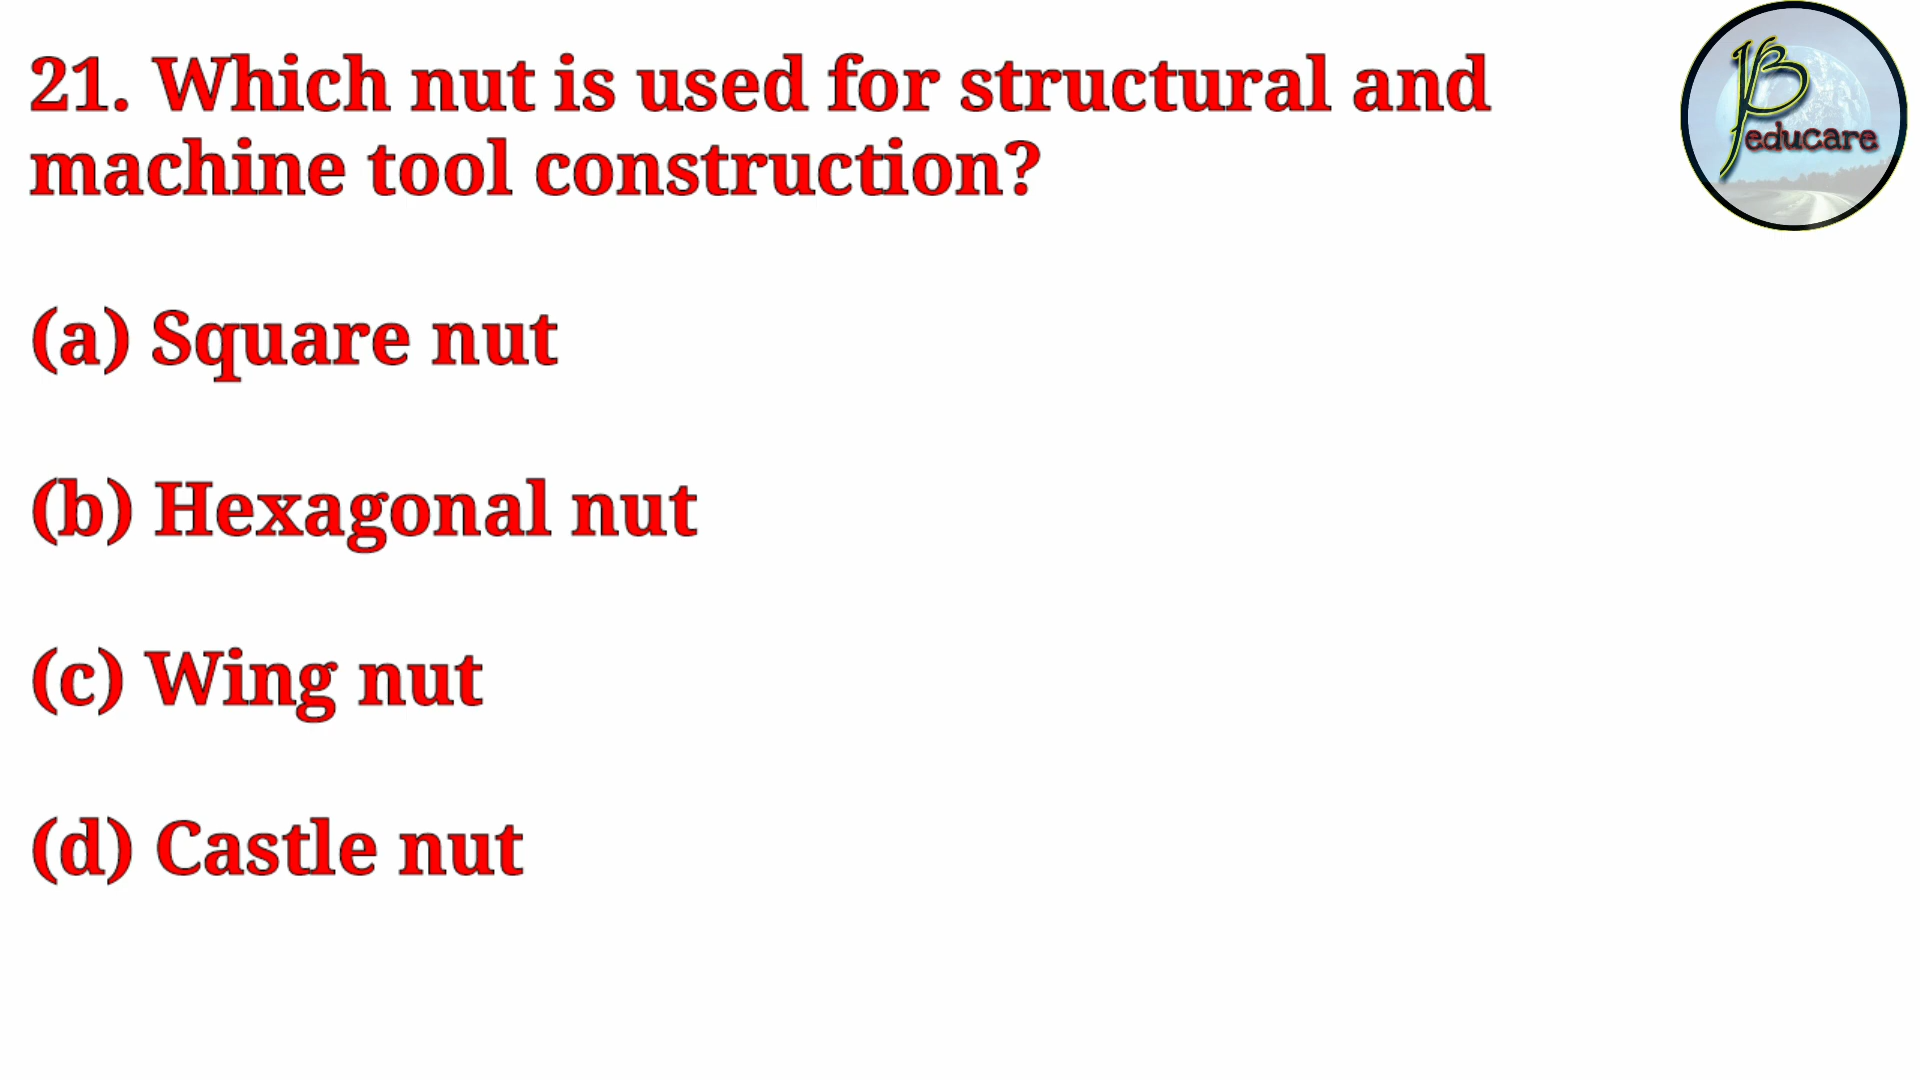 21. Which nut is used for structural and
machine tool construction?
(a) Square nut
(b) Hexagonal nut
(c) Wing nut
(d) Castle nut
educare